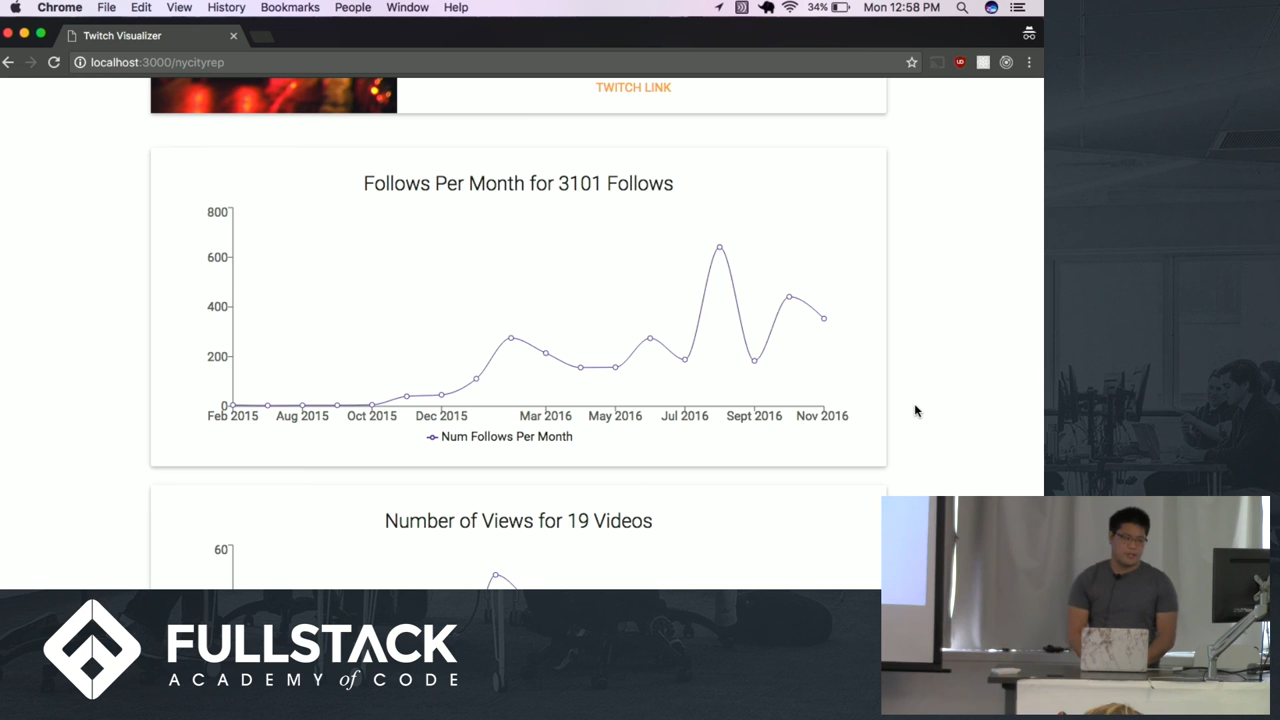 Chrome File Edit View History Bookmarks People Window Help 34% Mon 12:58 PM
Twitch Visualizer
localhost:3000/nycityrep
TWITCH LINK
Follows Per Month for 3101 Follows
800
600
400
200
0
Feb 2015 Aug 2015 Oct 2015 Dec 2015 Mar 2016 May 2016 Jul 2016 Sept 2016 Nov 2016
Num Follows Per Month
Number of Views for 19 Videos
60
FULLSTACK
ACADEMY of CODE